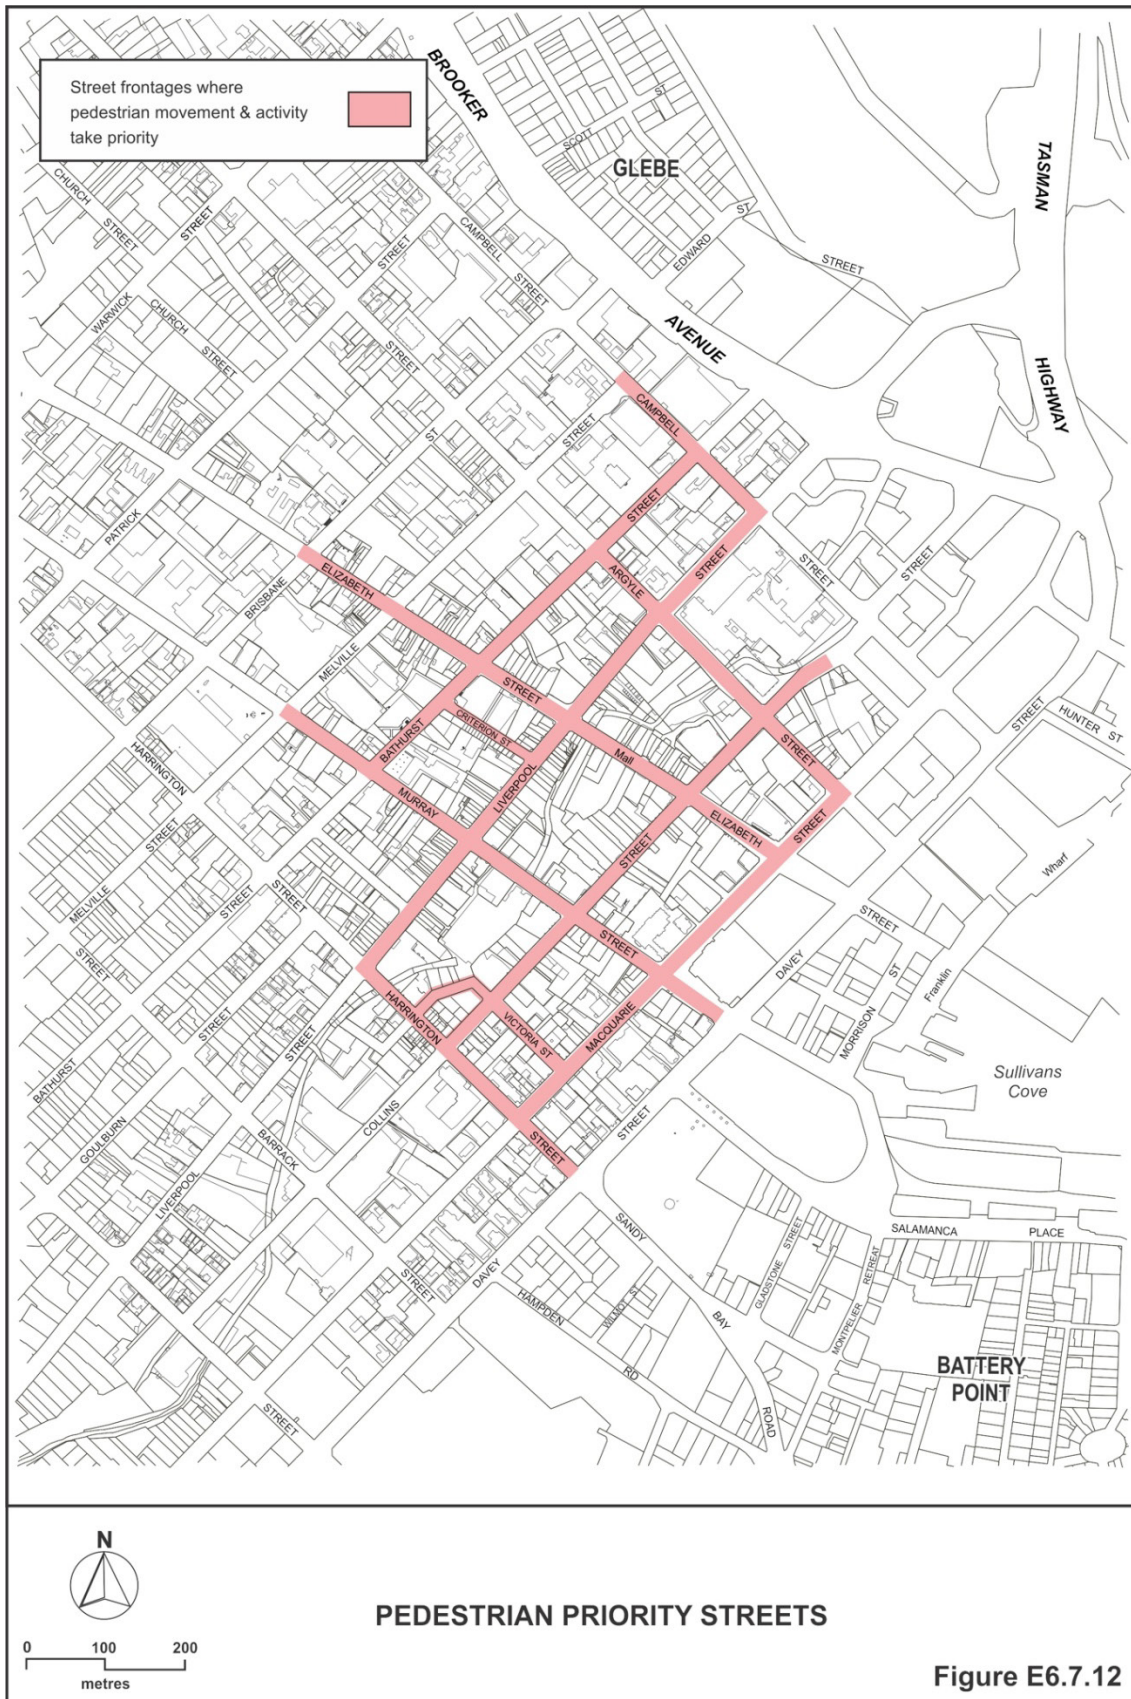 Street frontages where
pedestrian movement & activity
take priority
BROOKER
AVENUE
TASMAN
HIGHWAY
GLEBE
SCOTT
ST
EDWARD
ST
STREET
CHURCH
STREET
STREET
WARWICK
CHURCH
STREET
STREET
CAMPBELL
STREET
STREET
ST
STREET
PATRICK
BRISBANE
MELVILLE
CAMPBELL
STREET
ARGYLE
STREET
STREET
STREET
ELIZABETH
STREET
Mall
ELIZABETH
STREET
STREET
BATHURST
CRITERION ST
LIVERPOOL
MURRAY
STREET
STREET
HARRINGTON
STREET
MELVILLE
STREET
STREET
STREET
HARRINGTON
VICTORIA ST
MACQUARIE
STREET
STREET
HUNTER ST
Wharf
Franklin
STREET
DAVEY
MORRISON
ST
Sullivans
Cove
STREET
STREET
BATHURST
GOULBURN
BARRACK
COLLINS
LIVERPOOL
STREET
DAVEY
STREET
SANDY
BAY
ROAD
HAMPDEN
RD
WILMOT ST
GLADSTONE STREET
MONTPELIER RETREAT
SALAMANCA
PLACE
BATTERY
POINT
STREET
N
0 100 200
metres
PEDESTRIAN PRIORITY STREETS
Figure E6.7.12